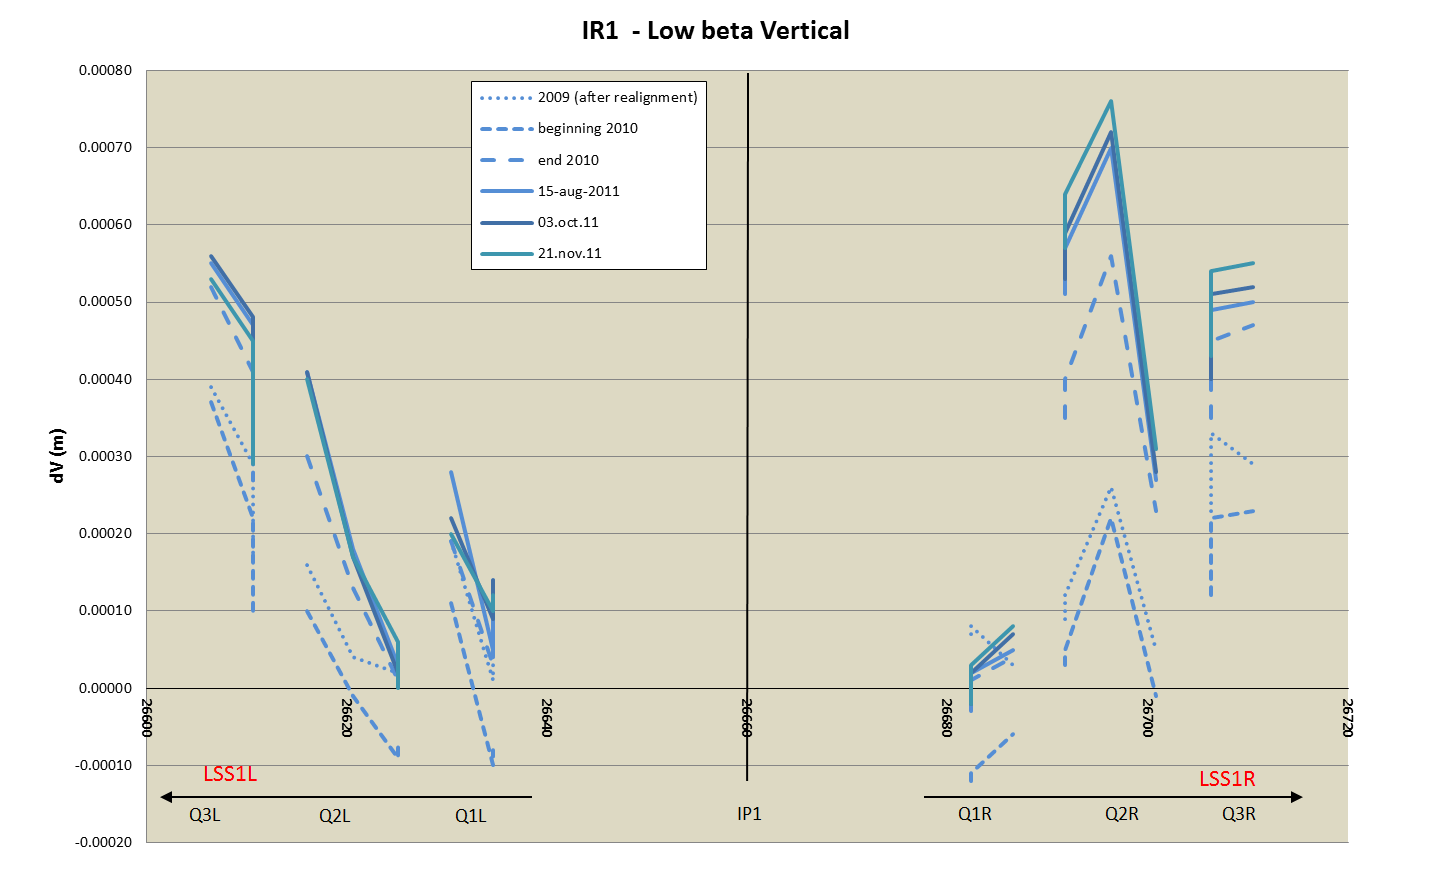 IR1 - Low beta Vertical
0.00080
0.00070
0.00060
0.00050
0.00040
0.00030
0.00020
0.00010
0.00000
-0.00010
-0.00020
dV (m)
2009 (after realignment)
beginning 2010
end 2010
15-aug-2011
03.oct.11
21.nov.11
26600
26620
26640
26660
26680
26700
26720
LSS1L
LSS1R
Q3L
Q2L
Q1L
IP1
Q1R
Q2R
Q3R